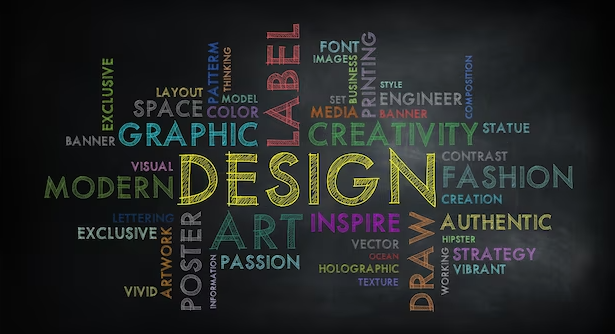 LABEL
FONT
IMAGES
BUSINESS
PRINTING
PATTERM
THINKING
EXCLUSIVE
LAYOUT
MODEL
SET
STYLE
ENGINEER
COMPOSITION
SPACE
COLOR
MEDIA
BANNER
BANNER
GRAPHIC
CREATIVITY
STATUE
VISUAL
DESIGN
CONTRAST
MODERN
FASHION
CREATION
LETTERING
POSTER
ART
INSPIRE
DRAW
AUTHENTIC
EXCLUSIVE
ARTWORK
VECTOR
HIPSTER
OCEAN
STRATEGY
WORKING
INFORMATION
PASSION
HOLOGRAPHIC
VIBRANT
TEXTURE
VIVID